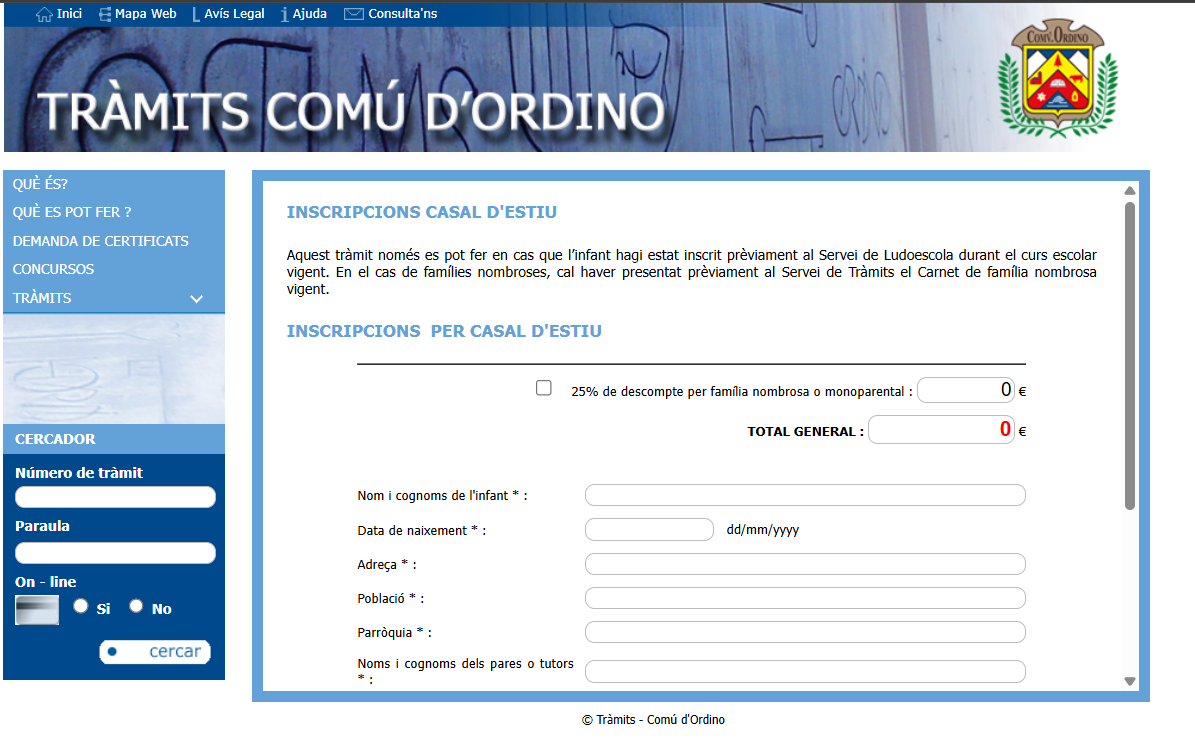 Inici Mapa Web Avís Legal Ajuda Consulta'ns
TRÀMITS COMÚ D'ORDINO
COMV. ORDINO
QUÈ ÉS?
QUÈ ES POT FER ?
DEMANDA DE CERTIFICATS
CONCURSOS
TRÀMITS
CERCADOR
Número de tràmit
Paraula
On - line
Si No
cercar
INSCRIPCIONS CASAL D'ESTIU
Aquest tràmit només es pot fer en cas que l’infant hagi estat inscrit prèviament al Servei de Ludoescola durant el curs escolar
vigent. En el cas de famílies nombroses, cal haver presentat prèviament al Servei de Tràmits el Carnet de família nombrosa
vigent.
INSCRIPCIONS PER CASAL D'ESTIU
25% de descompte per família nombrosa o monoparental : 0 €
TOTAL GENERAL : 0 €
Nom i cognoms de l'infant * :
Data de naixement * : dd/mm/yyyy
Adreça * :
Població * :
Parròquia * :
Noms i cognoms dels pares o tutors
* :
© Tràmits - Comú d'Ordino